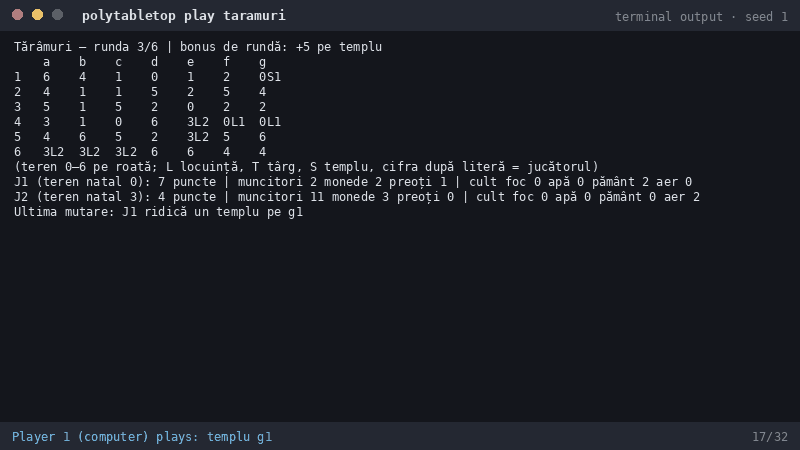 polytabletop play taramuri
terminal output · seed 1
Tărâmuri — runda 3/6 | bonus de rundă: +5 pe templu
a b c d e f g
1 6 4 1 0 1 2 0S1
2 4 1 1 5 2 5 4
3 5 1 5 2 0 2 2
4 3 1 0 6 3L2 0L1 0L1
5 4 6 5 2 3L2 5 6
6 3L2 3L2 3L2 6 6 4 4
(teren 0–6 pe roată; L locuință, T târg, S templu, cifra după literă = jucătorul)
J1 (teren natal 0): 7 puncte | muncitori 2 monede 2 preoți 1 | cult foc 0 apă 0 pământ 2 aer 0
J2 (teren natal 3): 4 puncte | muncitori 11 monede 3 preoți 0 | cult foc 0 apă 0 pământ 0 aer 2
Ultima mutare: J1 ridică un templu pe g1
Player 1 (computer) plays: templu g1
17/32